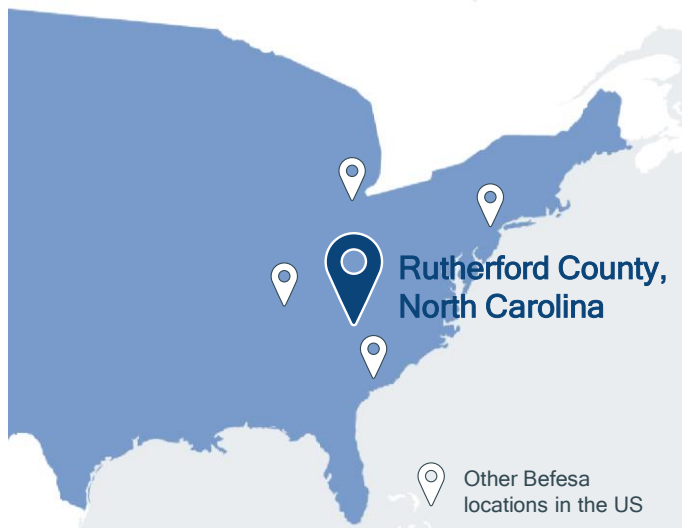 Rutherford County,
North Carolina
Other Befesa
locations in the US